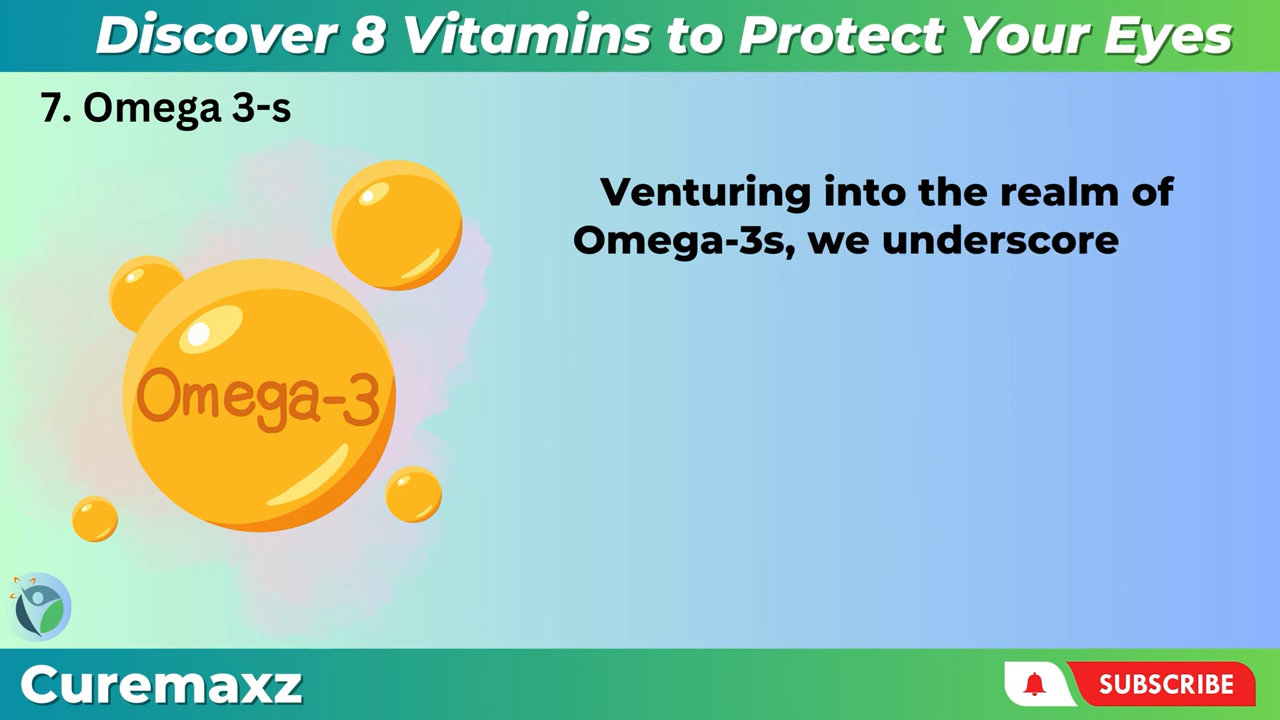 Discover 8 Vitamins to Protect Your Eyes
7. Omega 3-s
Venturing into the realm of
Omega-3s, we underscore
Omega-3
Curemaxz
SUBSCRIBE